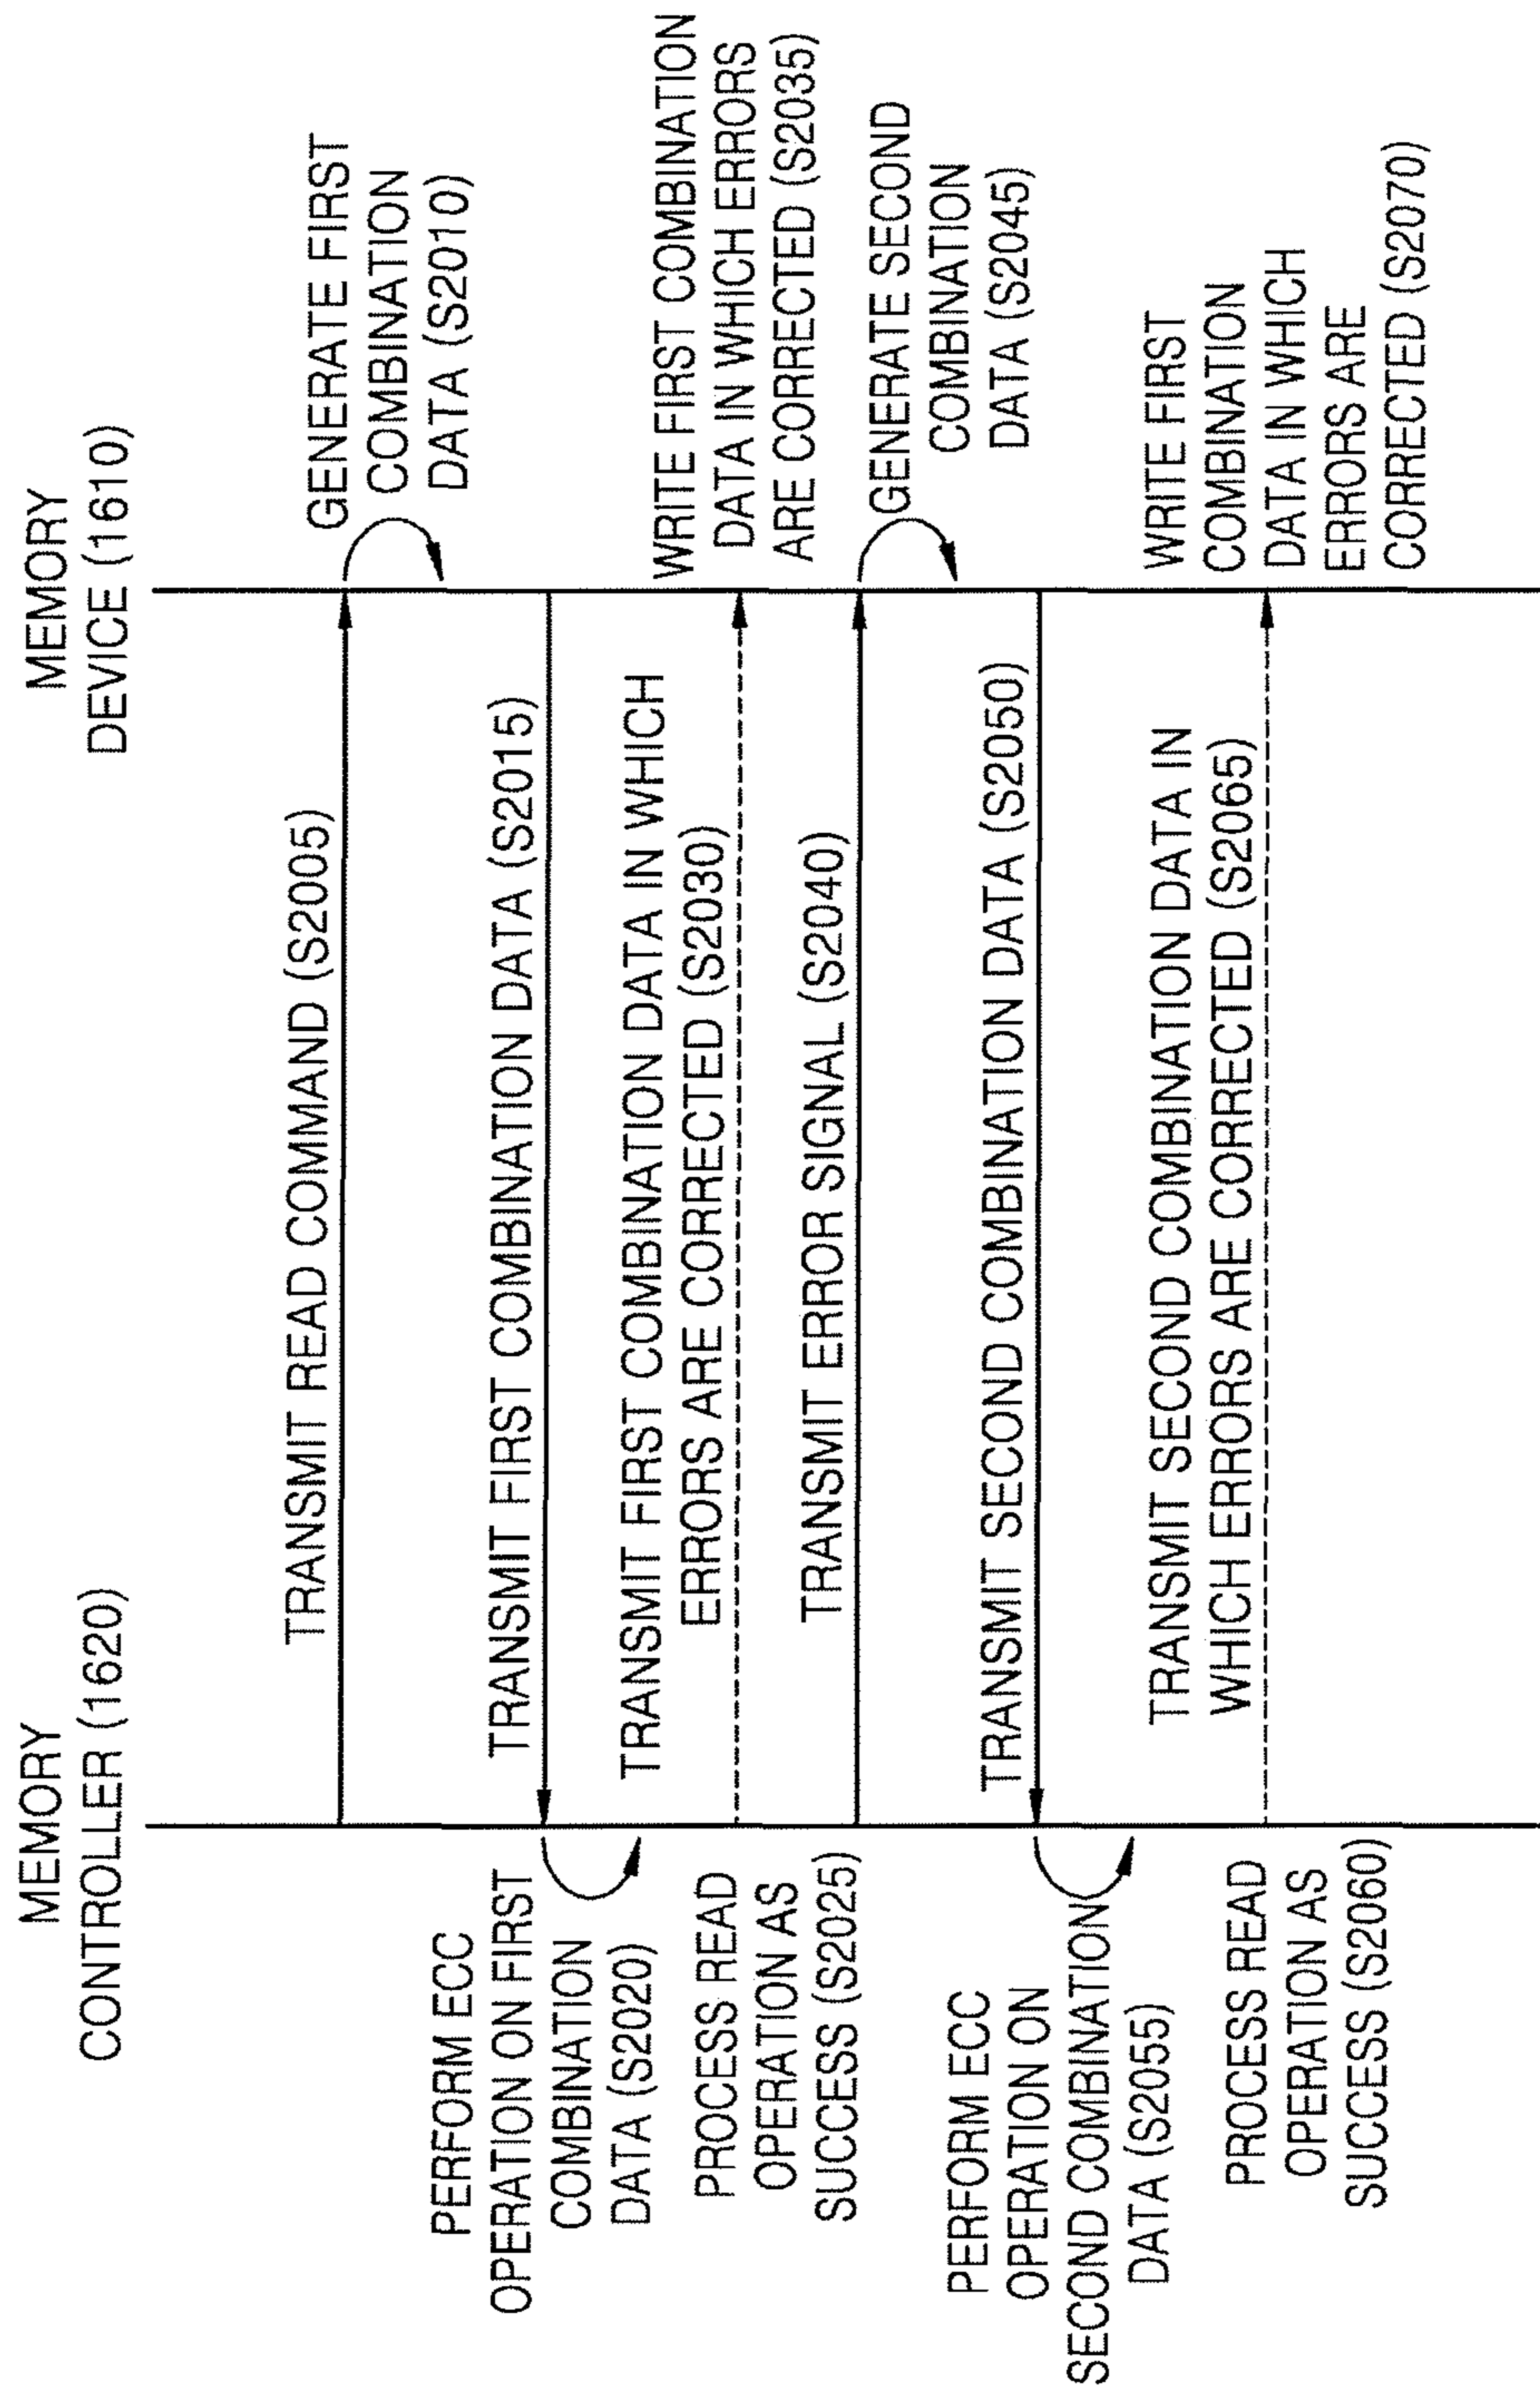 MEMORY
CONTROLLER (1620)
MEMORY
DEVICE (1610)
TRANSMIT READ COMMAND (S2005)
GENERATE FIRST
COMBINATION
DATA (S2010)
TRANSMIT FIRST COMBINATION DATA (S2015)
PERFORM ECC
OPERATION ON FIRST
COMBINATION
DATA (S2020)
PROCESS READ
OPERATION AS
SUCCESS (S2025)
TRANSMIT FIRST COMBINATION DATA IN WHICH
ERRORS ARE CORRECTED (S2030)
WRITE FIRST COMBINATION
DATA IN WHICH ERRORS
ARE CORRECTED (S2035)
TRANSMIT ERROR SIGNAL (S2040)
GENERATE SECOND
COMBINATION
DATA (S2045)
TRANSMIT SECOND COMBINATION DATA (S2050)
PERFORM ECC
OPERATION ON
SECOND COMBINATION
DATA (S2055)
PROCESS READ
OPERATION AS
SUCCESS (S2060)
TRANSMIT SECOND COMBINATION DATA IN
WHICH ERRORS ARE CORRECTED (S2065)
WRITE FIRST
COMBINATION
DATA IN WHICH
ERRORS ARE
CORRECTED (S2070)